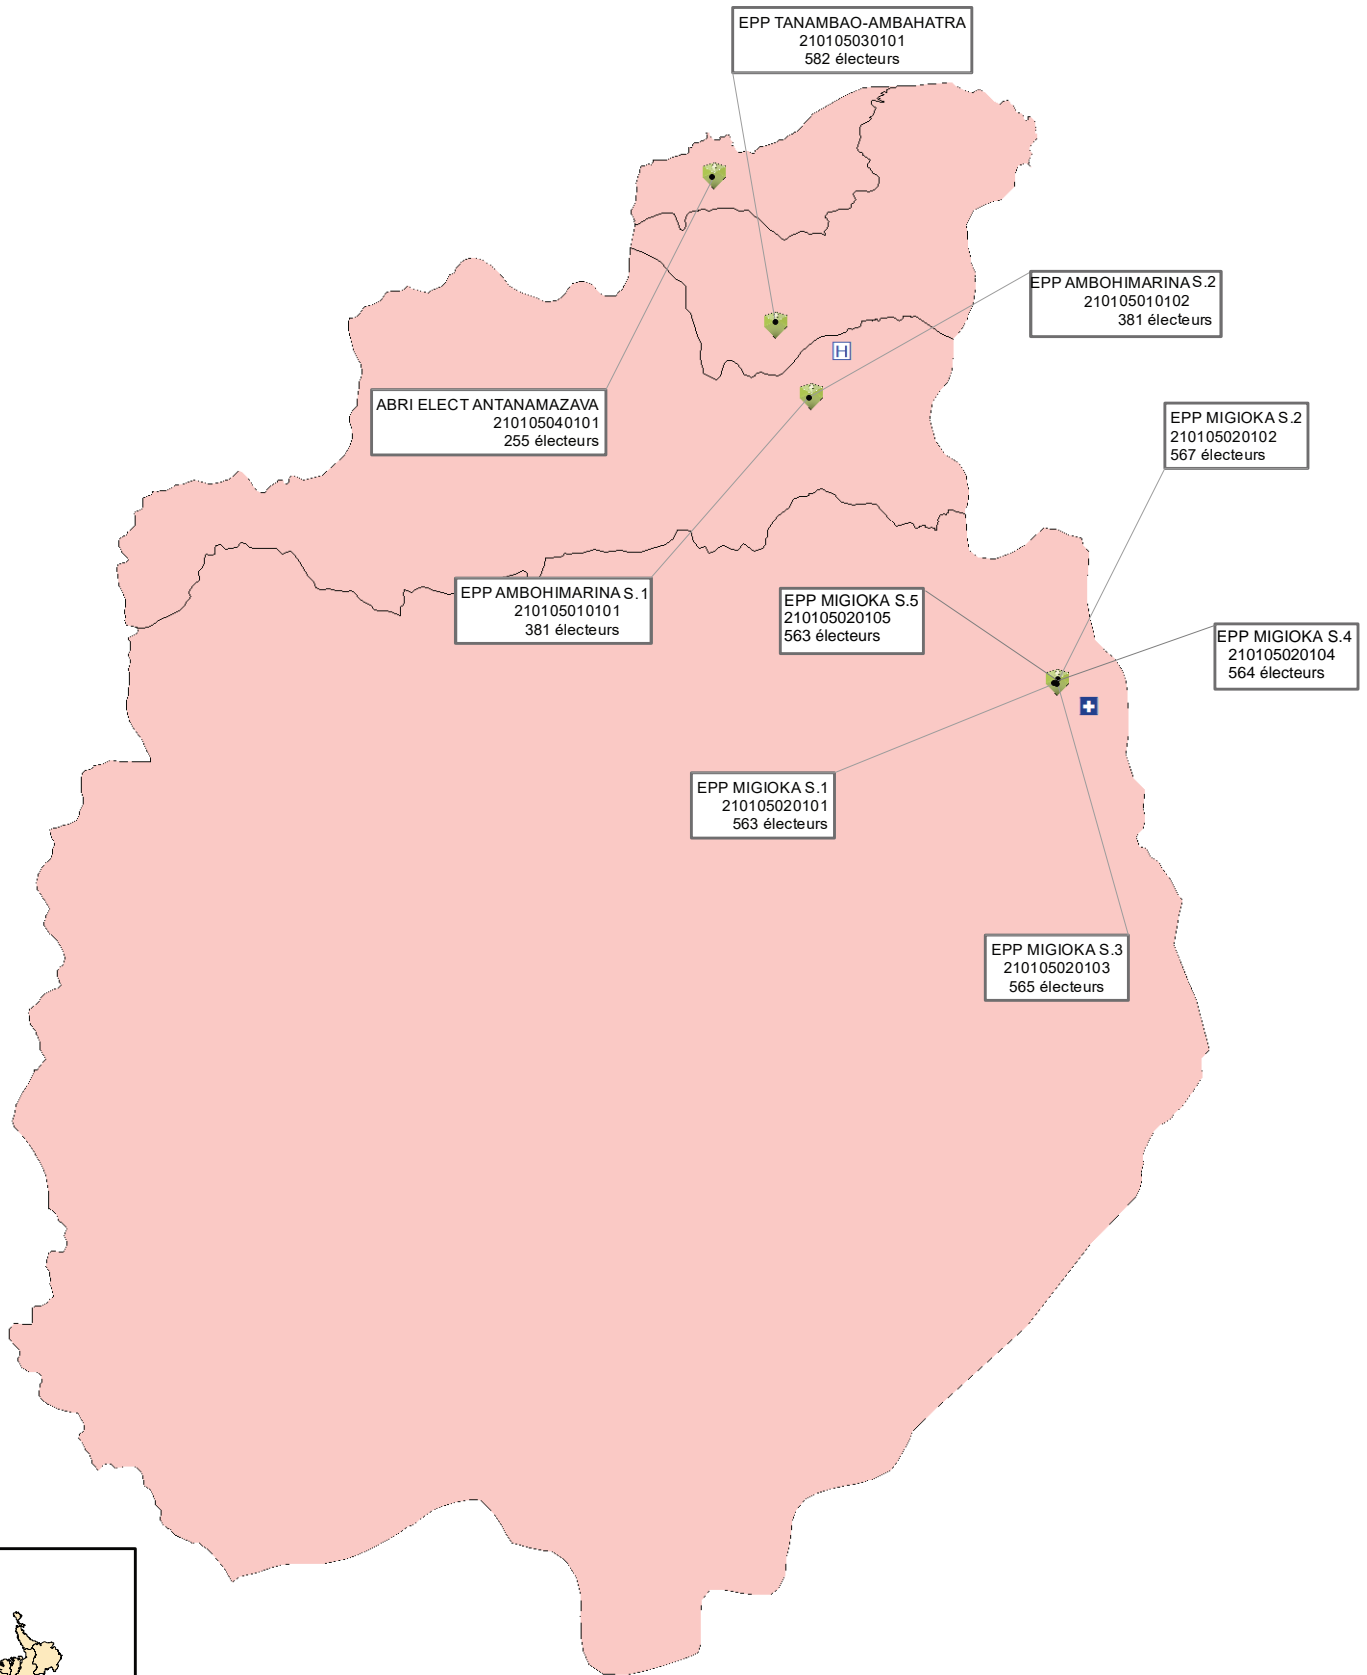 EPP TANAMBAO-AMBAHATRA
210105030101
582 électeurs
EPP AMBOHIMARINA S.2
210105010102
381 électeurs
H
ABRI ELECT ANTANAMAZAVA
210105040101
255 électeurs
EPP MIGIOKA S.2
210105020102
567 électeurs
EPP AMBOHIMARINA S.1
210105010101
381 électeurs
EPP MIGIOKA S.5
210105020105
563 électeurs
EPP MIGIOKA S.4
210105020104
564 électeurs
EPP MIGIOKA S.1
210105020101
563 électeurs
EPP MIGIOKA S.3
210105020103
565 électeurs